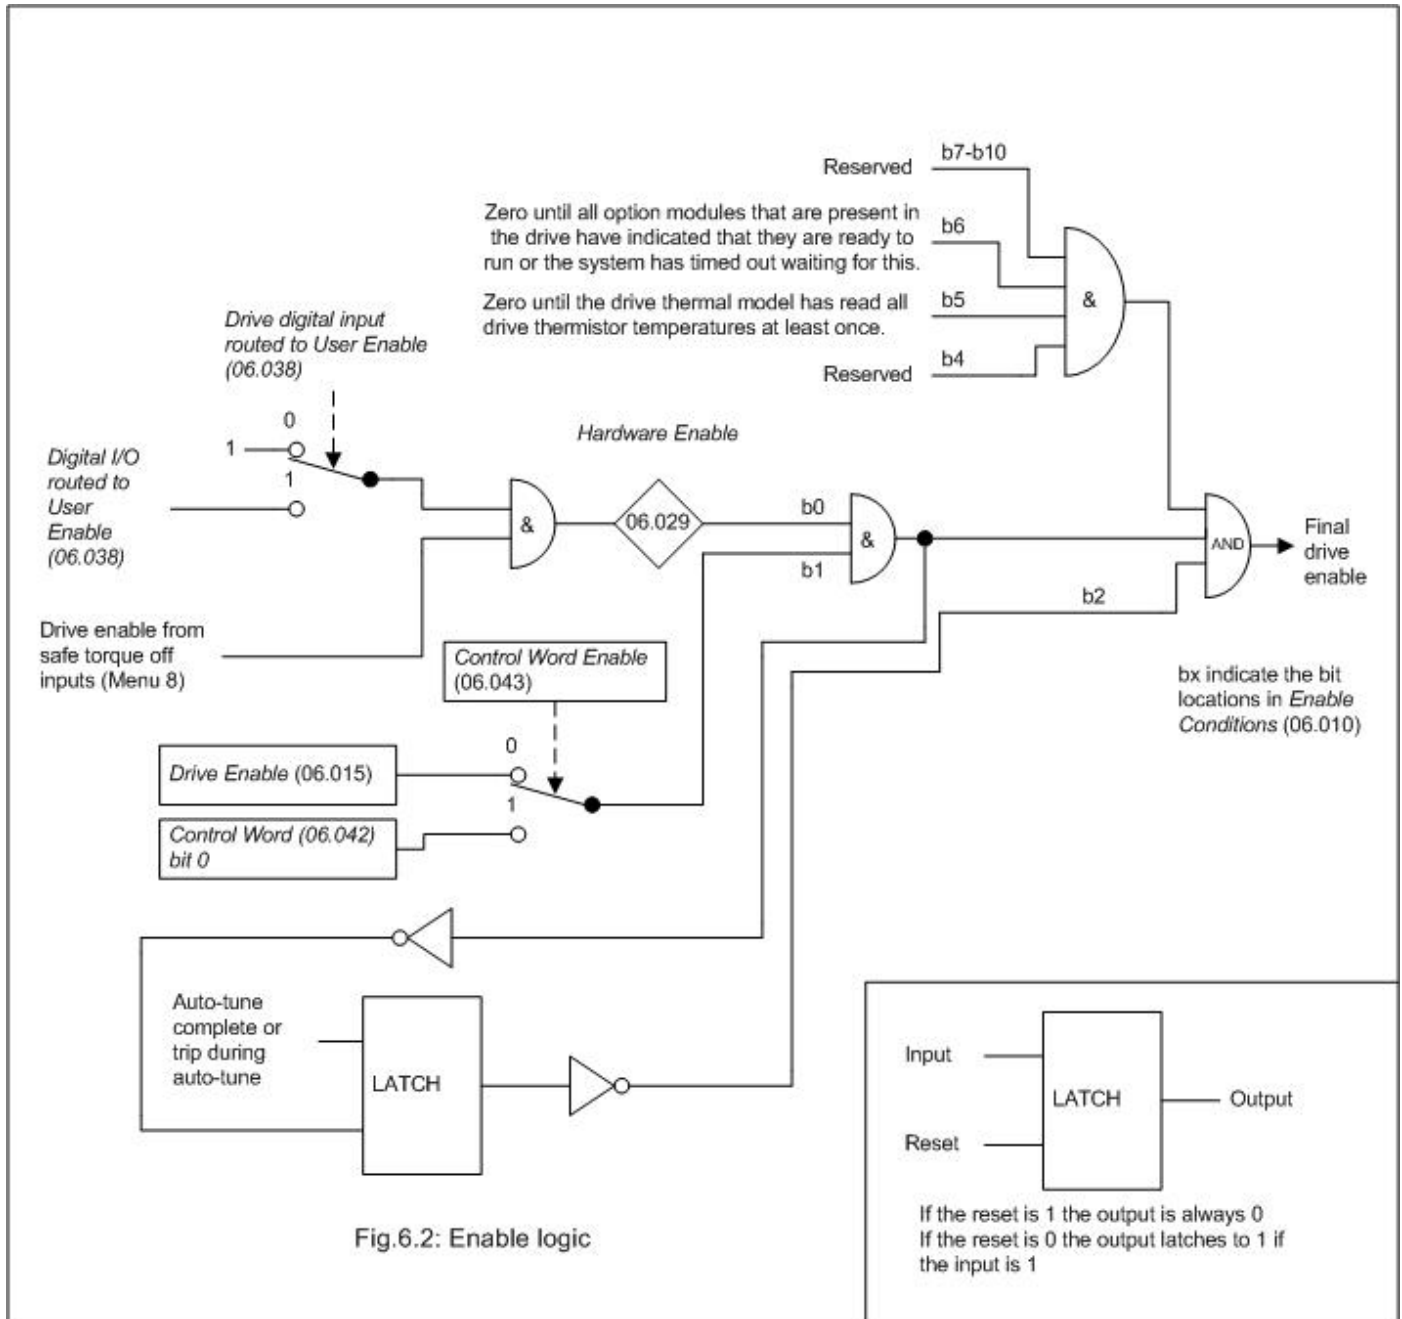 Reserved
b7-b10
Zero until all option modules that are present in
the drive have indicated that they are ready to
run or the system has timed out waiting for this.
b6
Zero until the drive thermal model has read all
drive thermistor temperatures at least once.
b5
Reserved
b4
&
Drive digital input
routed to User Enable
(06.038)
0
1
1
Digital I/O
routed to
User
Enable
(06.038)
Hardware Enable
&
06.029
b0
b1
&
AND
Final
drive
enable
b2
Drive enable from
safe torque off
inputs (Menu 8)
Control Word Enable
(06.043)
bx indicate the bit
locations in Enable
Conditions (06.010)
0
1
Drive Enable (06.015)
Control Word (06.042)
bit 0
Auto-tune
complete or
trip during
auto-tune
LATCH
Input
Reset
LATCH
Output
If the reset is 1 the output is always 0
If the reset is 0 the output latches to 1 if
the input is 1
Fig.6.2: Enable logic